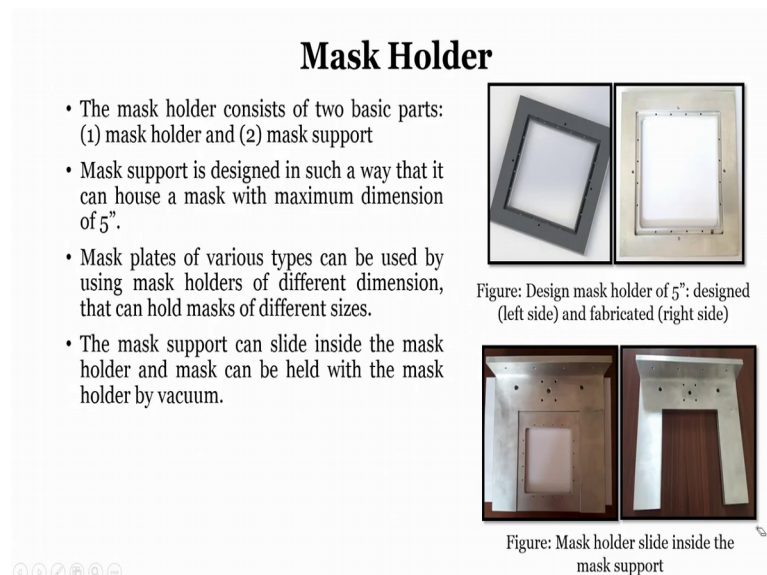 Mask Holder
• The mask holder consists of two basic parts:
(1) mask holder and (2) mask support
• Mask support is designed in such a way that it
can house a mask with maximum dimension
of 5”.
• Mask plates of various types can be used by
using mask holders of different dimension,
that can hold masks of different sizes.
• The mask support can slide inside the mask
holder and mask can be held with the mask
holder by vacuum.
Figure: Design mask holder of 5”: designed
(left side) and fabricated (right side)
Figure: Mask holder slide inside the
mask support